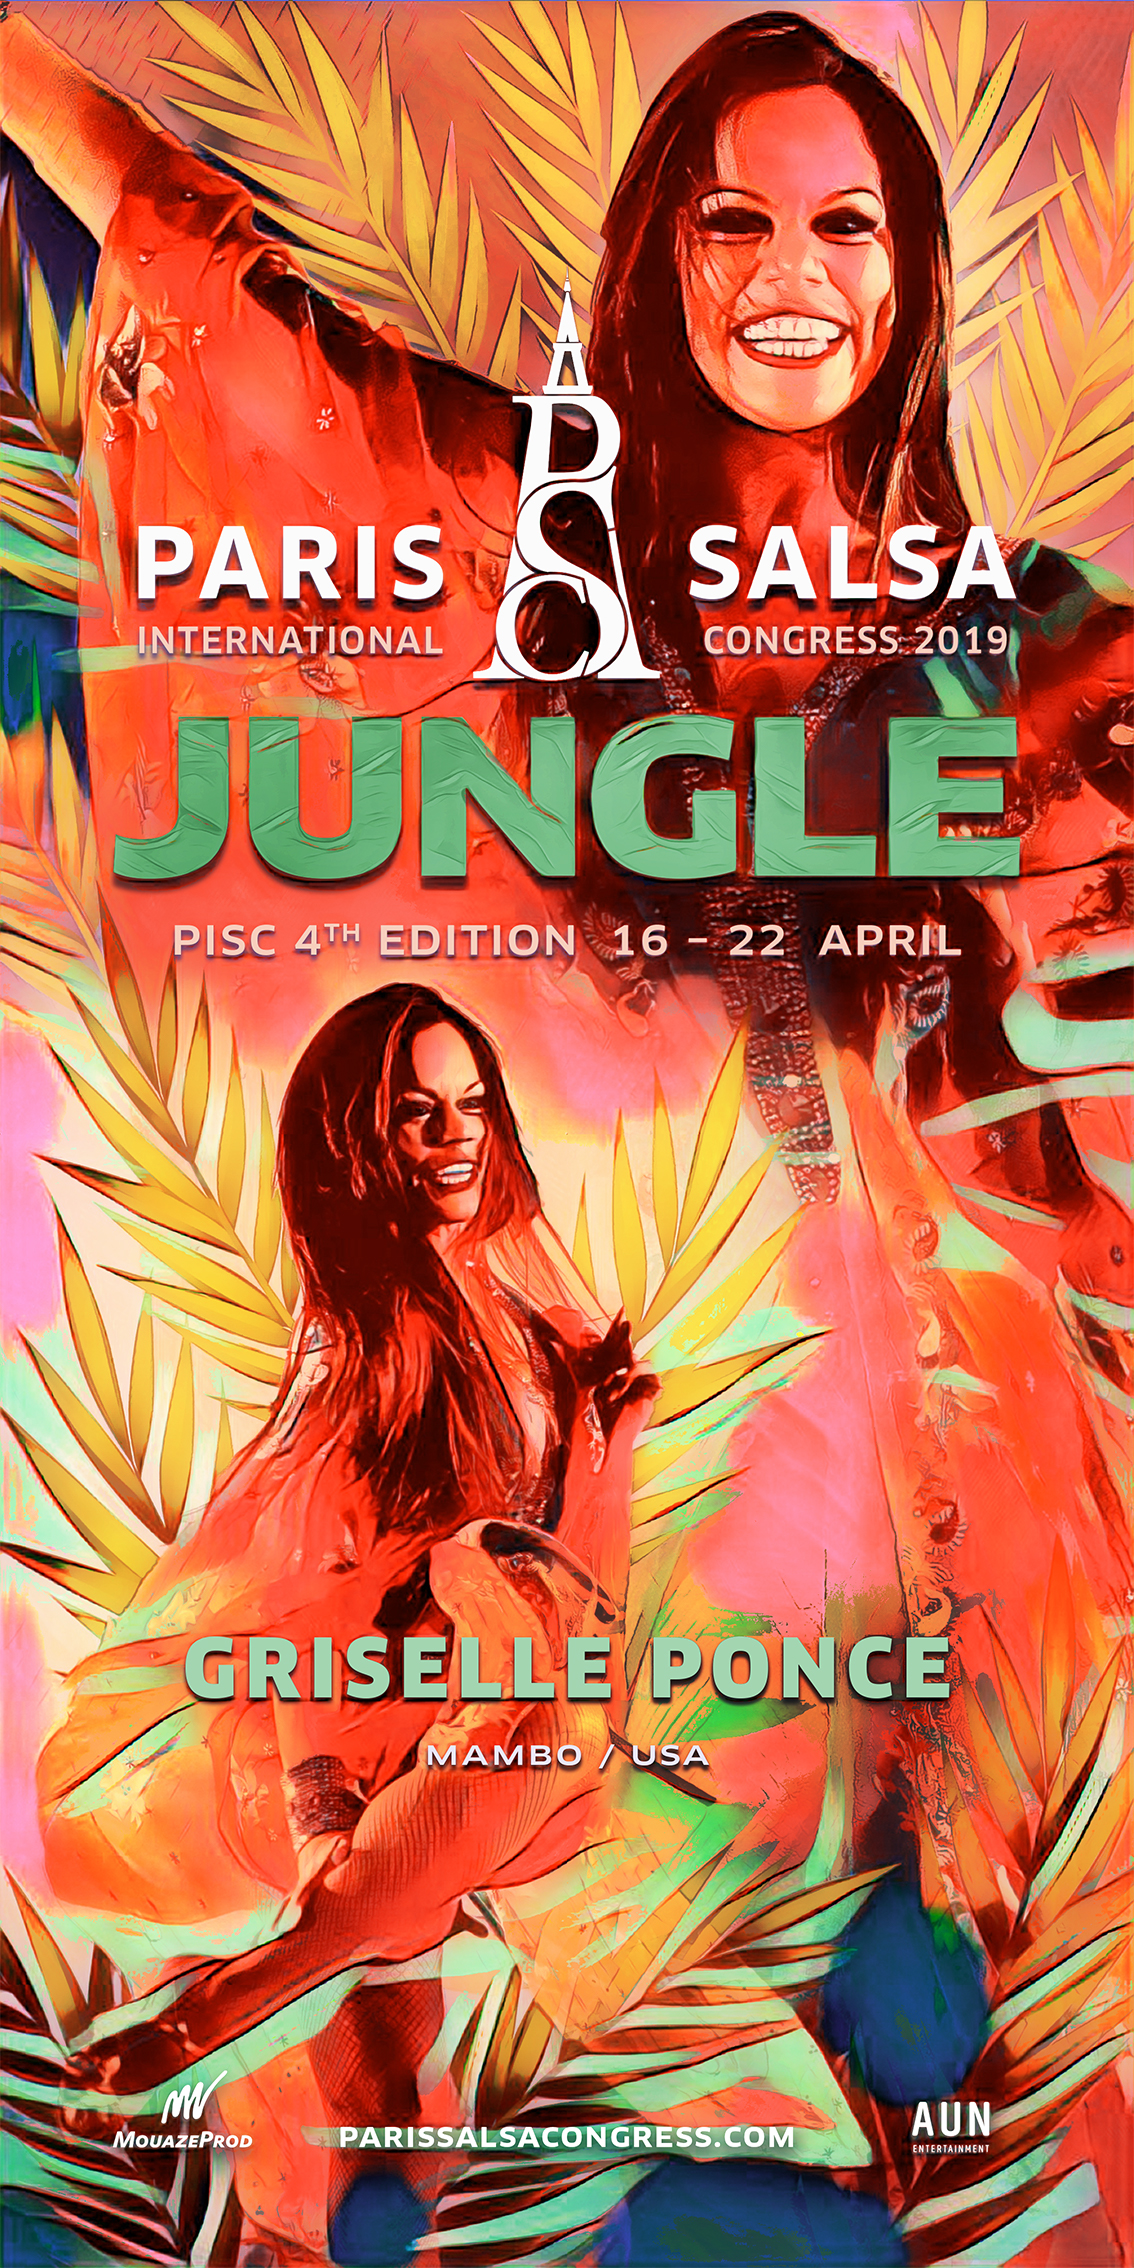 PARIS SALSA
INTERNATIONAL CONGRESS 2019
PISC
JUNGLE
PISC 4TH EDITION 16 – 22 APRIL
GRISELLE PONCE
MAMBO / USA
MOUAZEPROD
PARISSALSACONGRESS.COM
AUN
ENTERTAINMENT